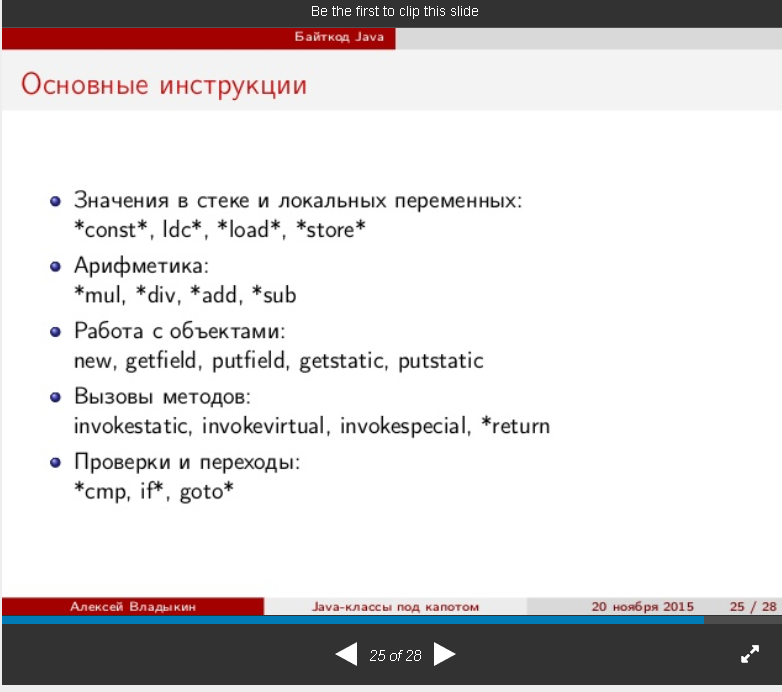 Be the first to clip this slide
Байткод Java
Основные инструкции
Значения в стеке и локальных переменных:
*const*, ldc*, *load*, *store*
Арифметика:
*mul, *div, *add, *sub
Работа с объектами:
new, getfield, putfield, getstatic, putstatic
Вызовы методов:
invokestatic, invokevirtual, invokespecial, *return
Проверки и переходы:
*cmp, if*, goto*
Алексей Владыкин Java-классы под капотом 20 ноября 2015 25 / 28
25 of 28